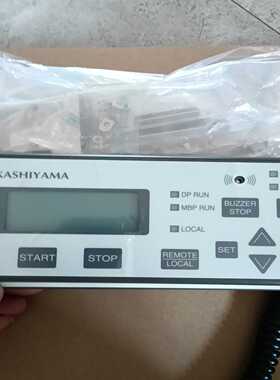 KASHIYAMA
DP RUN
MBP RUN
LOCAL
BUZZER
STOP
START
STOP
REMOTE
LOCAL
SET